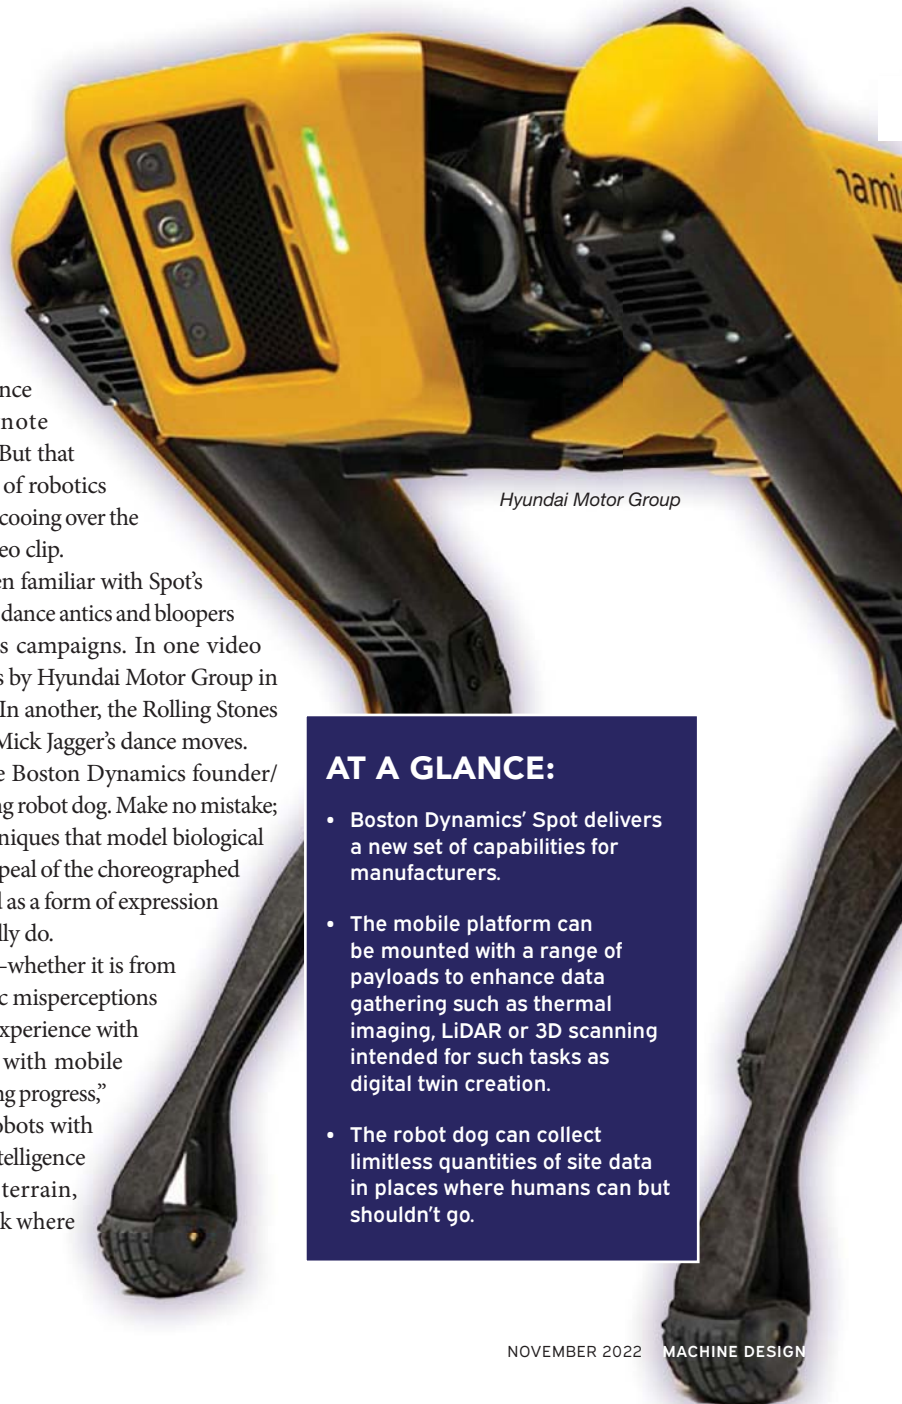 nami
nce
note
But that
of robotics
cooing over the
eo clip.
en familiar with Spot’s
dance antics and bloopers
s campaigns. In one video
s by Hyundai Motor Group in
In another, the Rolling Stones
Mick Jagger’s dance moves.
e Boston Dynamics founder/
ng robot dog. Make no mistake;
niques that model biological
peal of the choreographed
d as a form of expression
lly do.
—whether it is from
c misperceptions
xperience with
with mobile
ng progress,”
obots with
telligence
terrain,
k where
Hyundai Motor Group
AT A GLANCE:
• Boston Dynamics’ Spot delivers
a new set of capabilities for
manufacturers.
• The mobile platform can
be mounted with a range of
payloads to enhance data
gathering such as thermal
imaging, LiDAR or 3D scanning
intended for such tasks as
digital twin creation.
• The robot dog can collect
limitless quantities of site data
in places where humans can but
shouldn’t go.
NOVEMBER 2022 MACHINE DESIGN